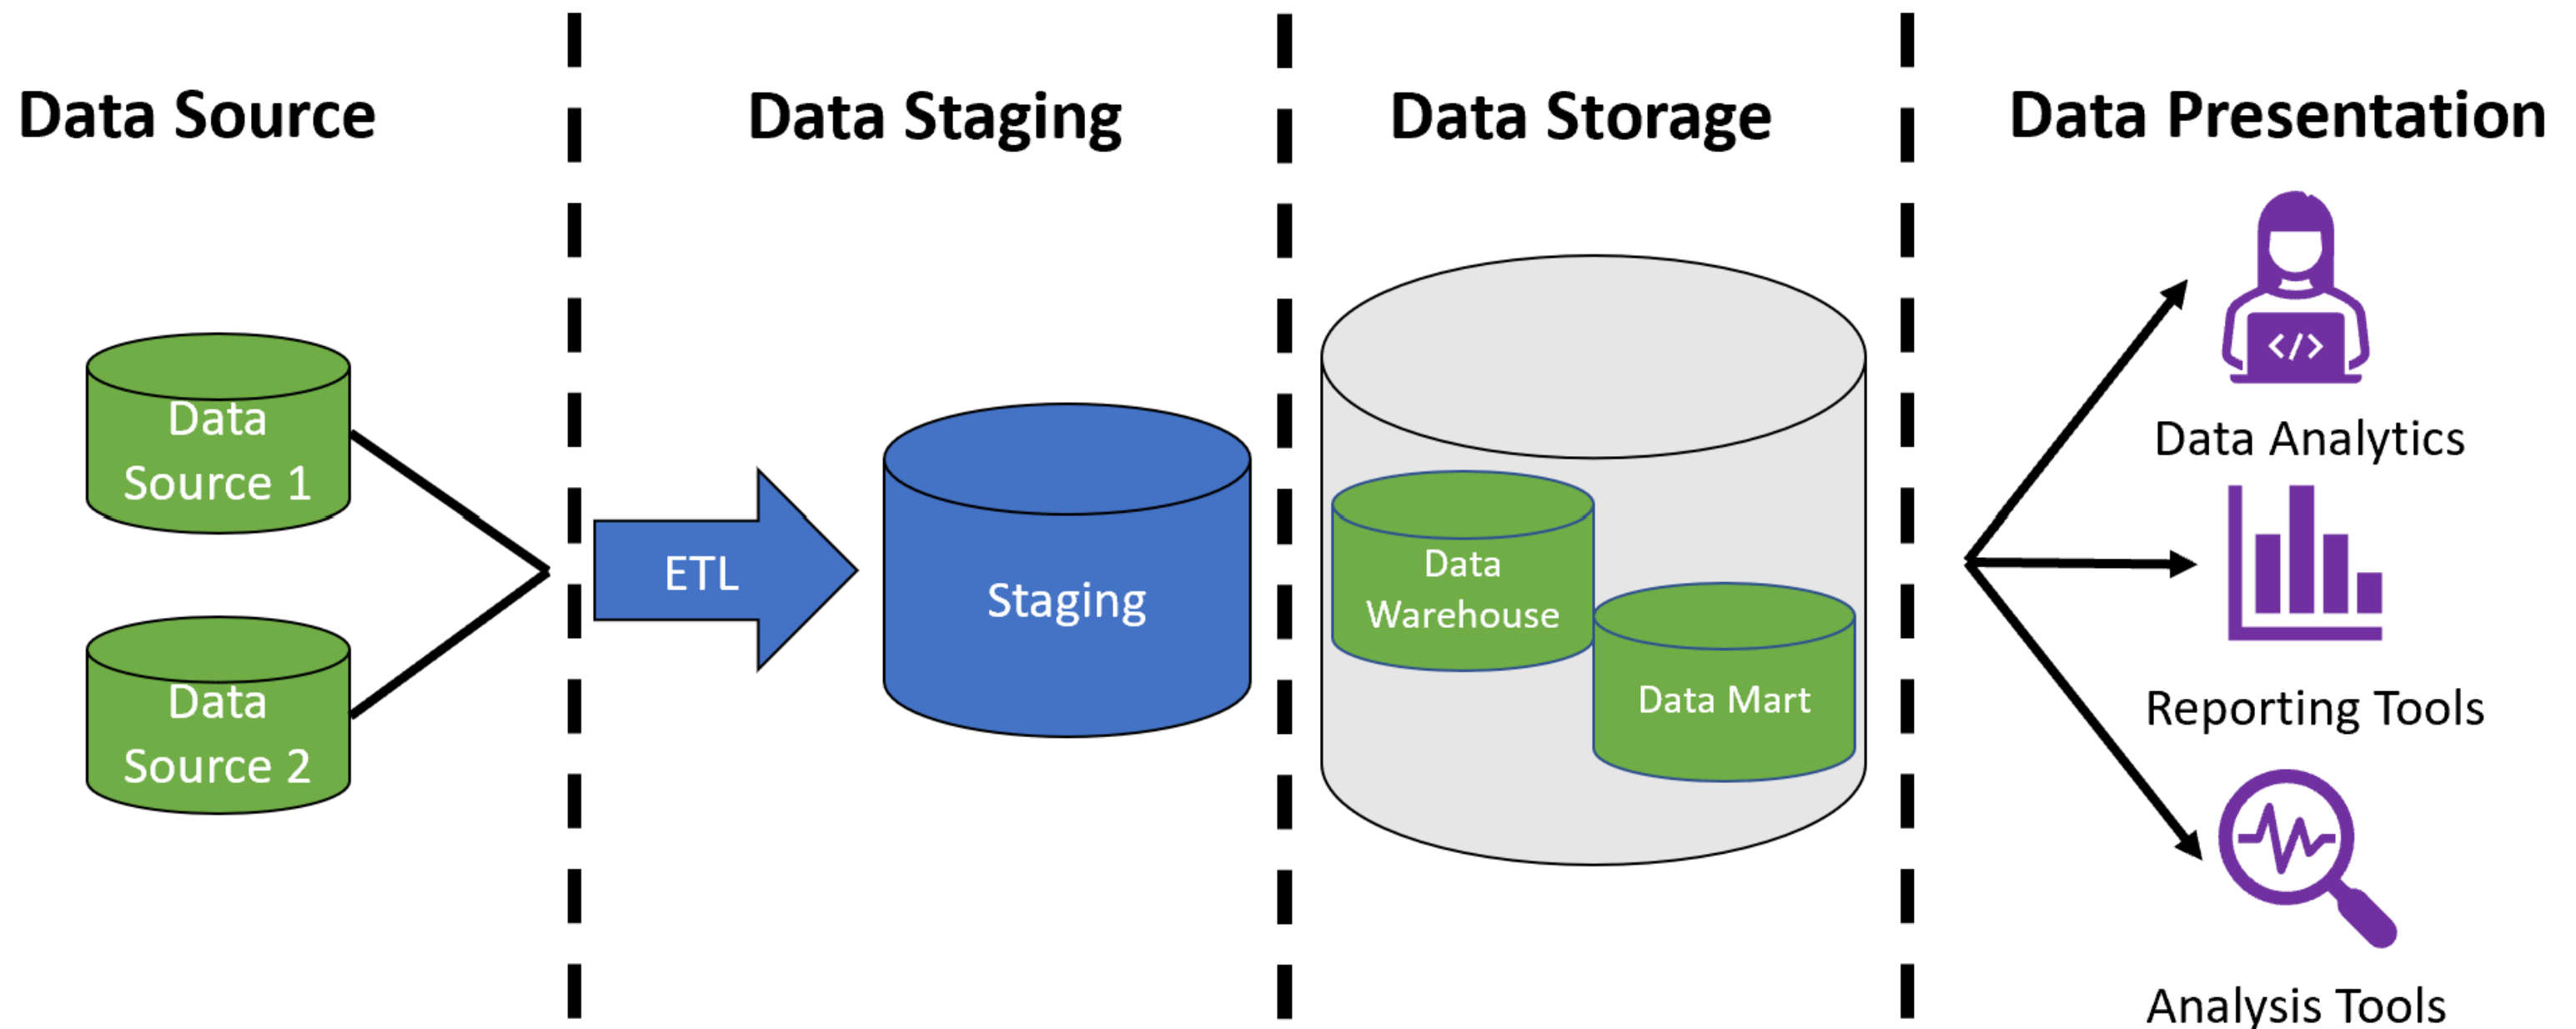 Data Source
Data Staging
Data Storage
Data Presentation
Data
Source 1
Data
Source 2
ETL
Staging
Data
Warehouse
Data Mart
</>
Data Analytics
Reporting Tools
Analysis Tools